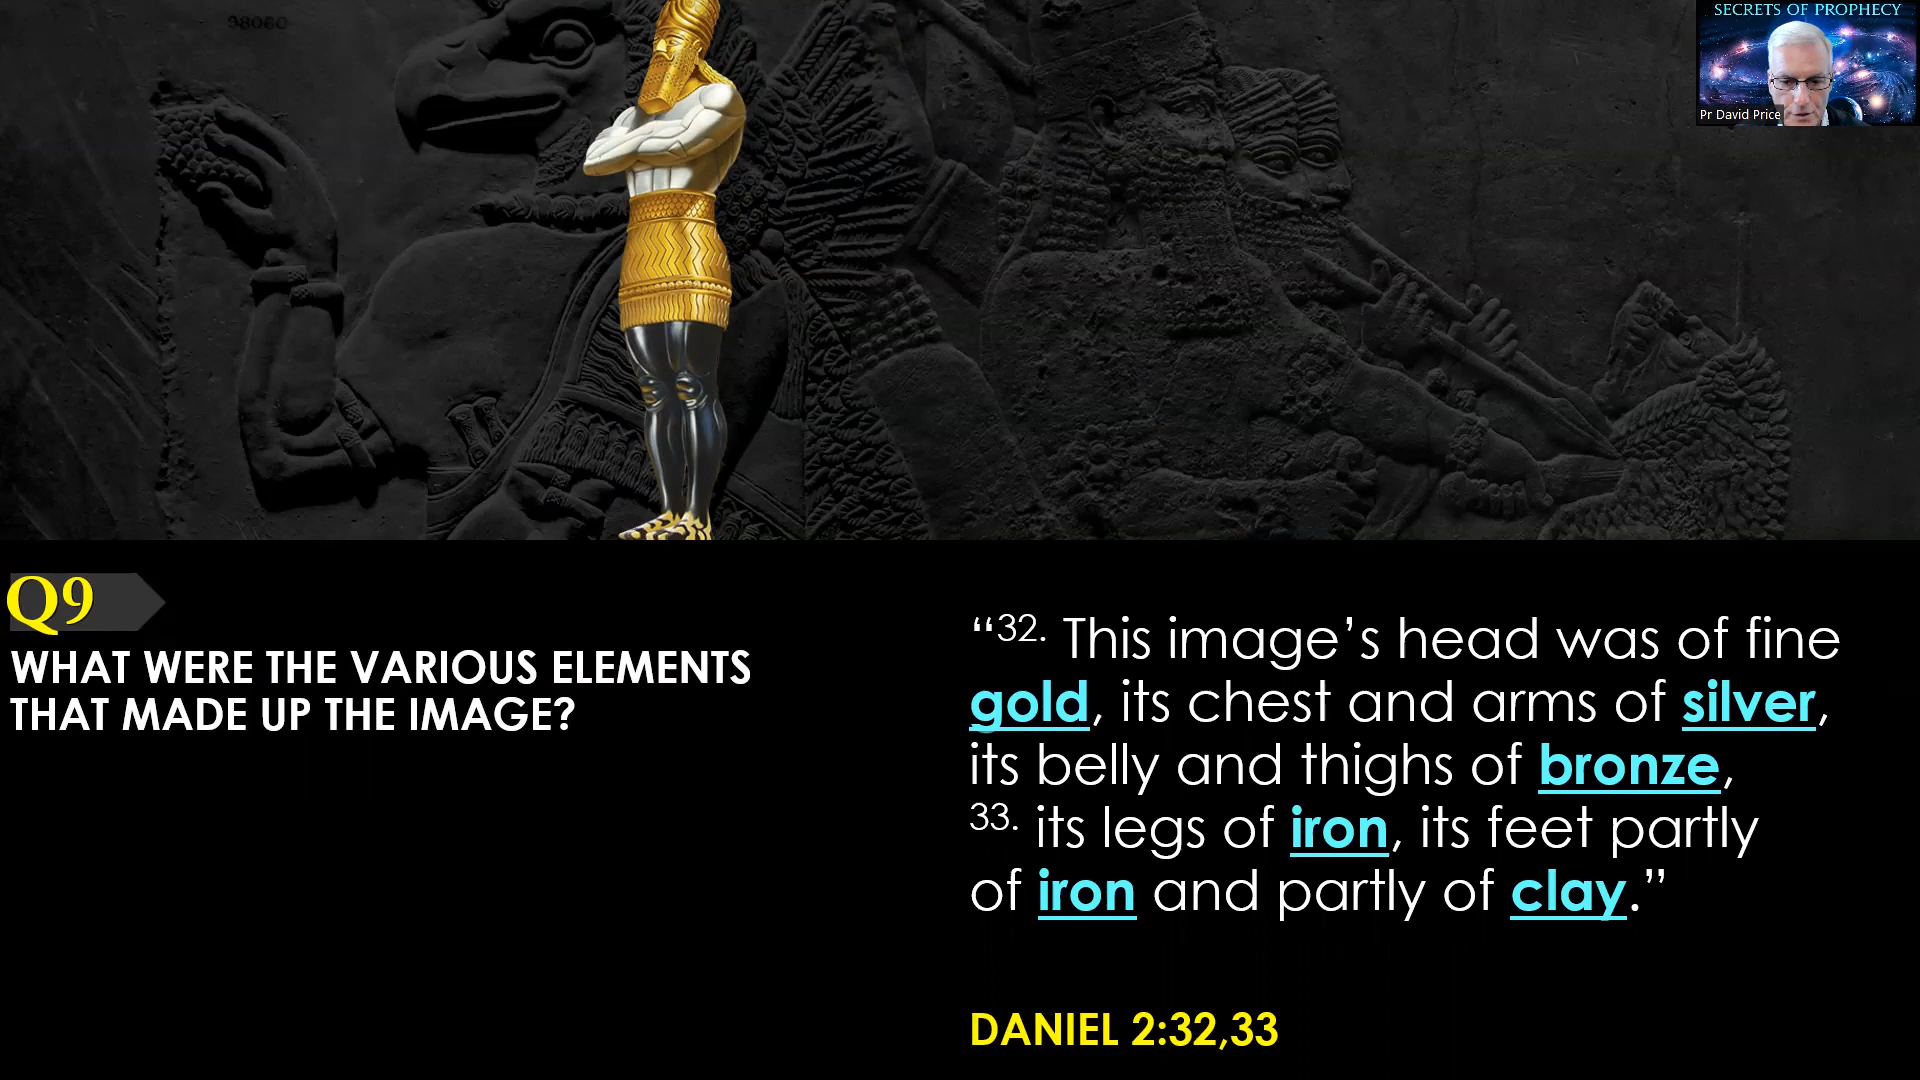 98060
SECRETS OF PROPHECY
Pr David Price
Q9
WHAT WERE THE VARIOUS ELEMENTS
THAT MADE UP THE IMAGE?
“32. This image’s head was of fine
gold, its chest and arms of silver,
its belly and thighs of bronze,
33. its legs of iron, its feet partly
of iron and partly of clay.”
DANIEL 2:32,33